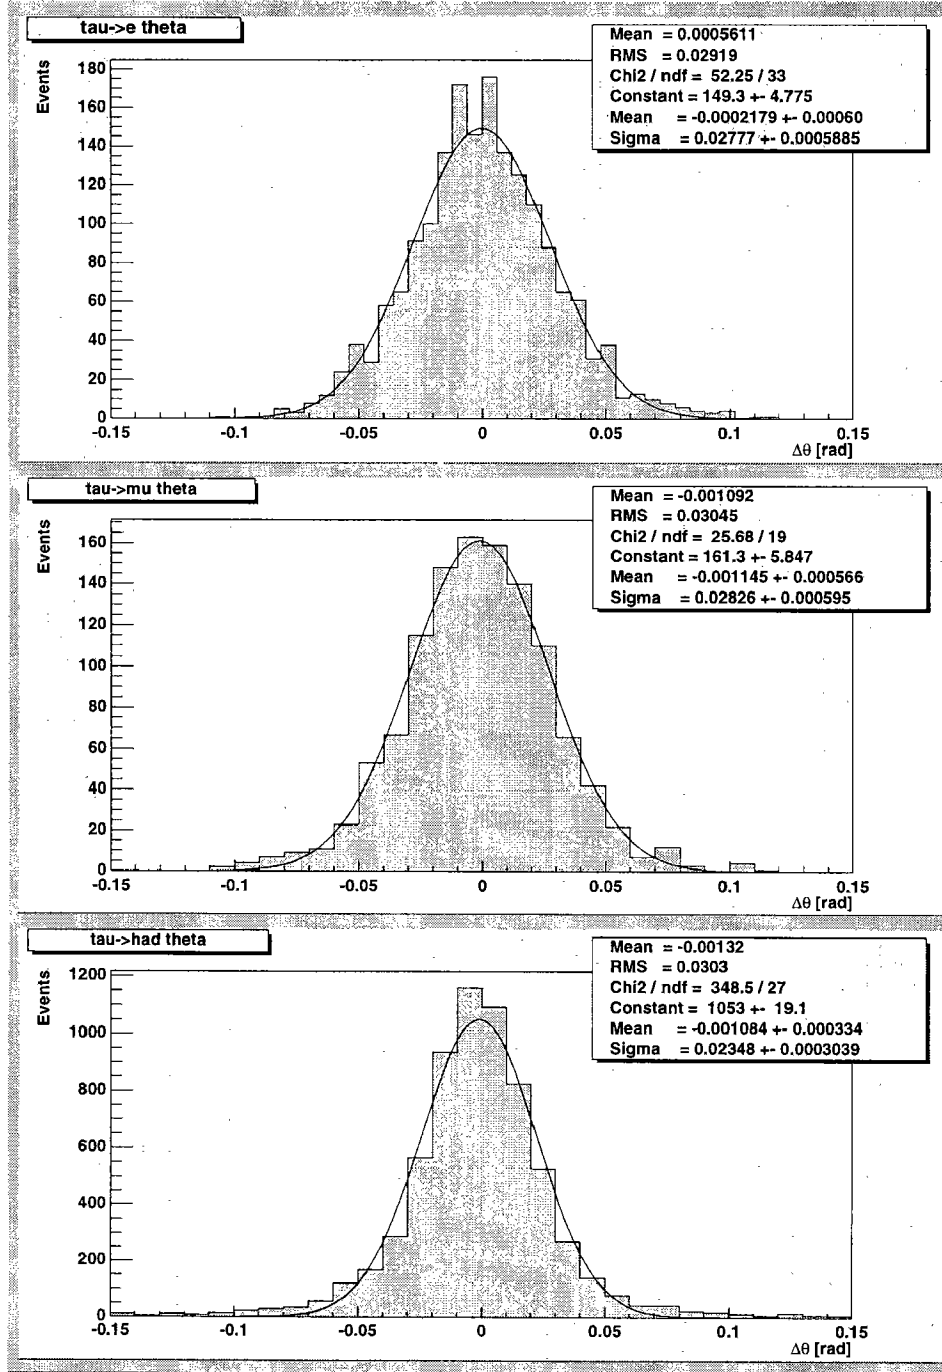 tau->e theta
Mean = 0.0005611
RMS = 0.02919
Chi2 / ndf = 52.25 / 33
Constant = 149.3 +- 4.775
Mean = -0.0002179 +- 0.00060
Sigma = 0.02777 +- 0.0005885
Events
180
160
140
120
100
80
60
40
20
0
-0.15 -0.1 -0.05 0 0.05 0.1 0.15
Δθ [rad]
tau->mu theta
Mean = -0.001092
RMS = 0.03045
Chi2 / ndf = 25.68 / 19
Constant = 161.3 +- 5.847
Mean = -0.001145 +- 0.000566
Sigma = 0.02826 +- 0.000595
Events
160
140
120
100
80
60
40
20
0
-0.15 -0.1 -0.05 0 0.05 0.1 0.15
Δθ [rad]
tau->had theta
Mean = -0.00132
RMS = 0.0303
Chi2 / ndf = 348.5 / 27
Constant = 1053 +- 19.1
Mean = -0.001084 +- 0.000334
Sigma = 0.02348 +- 0.0003039
Events
1200
1000
800
600
400
200
0
-0.15 -0.1 -0.05 0 0.05 0.1 0.15
Δθ [rad]